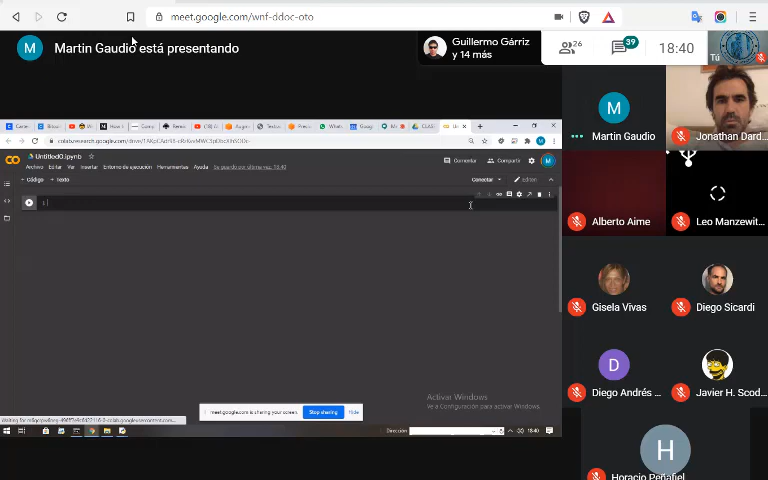 meet.google.com/wnf-ddoc-oto
M
Martin Gaudio está presentando
Guillermo Gárriz
y 14 más
26
39
18:40
Tú
Untitled0.ipynb
Archivo Editar Ver Insertar Entorno de ejecución Herramientas Ayuda
Comentar
Compartir
M
+ Código + Texto
Conectar
Editar
Activar Windows
Ve a Configuración para activar Windows.
meet.google.com is sharing your screen.
Stop sharing
Hide
Dirección
18:40
M
Martin Gaudio
Jonathan Dard...
Alberto Aime
Leo Manzewit...
Gisela Vivas
Diego Sicardi
D
Diego Andrés ...
Javier H. Scod...
H
Horacio Peñafiel